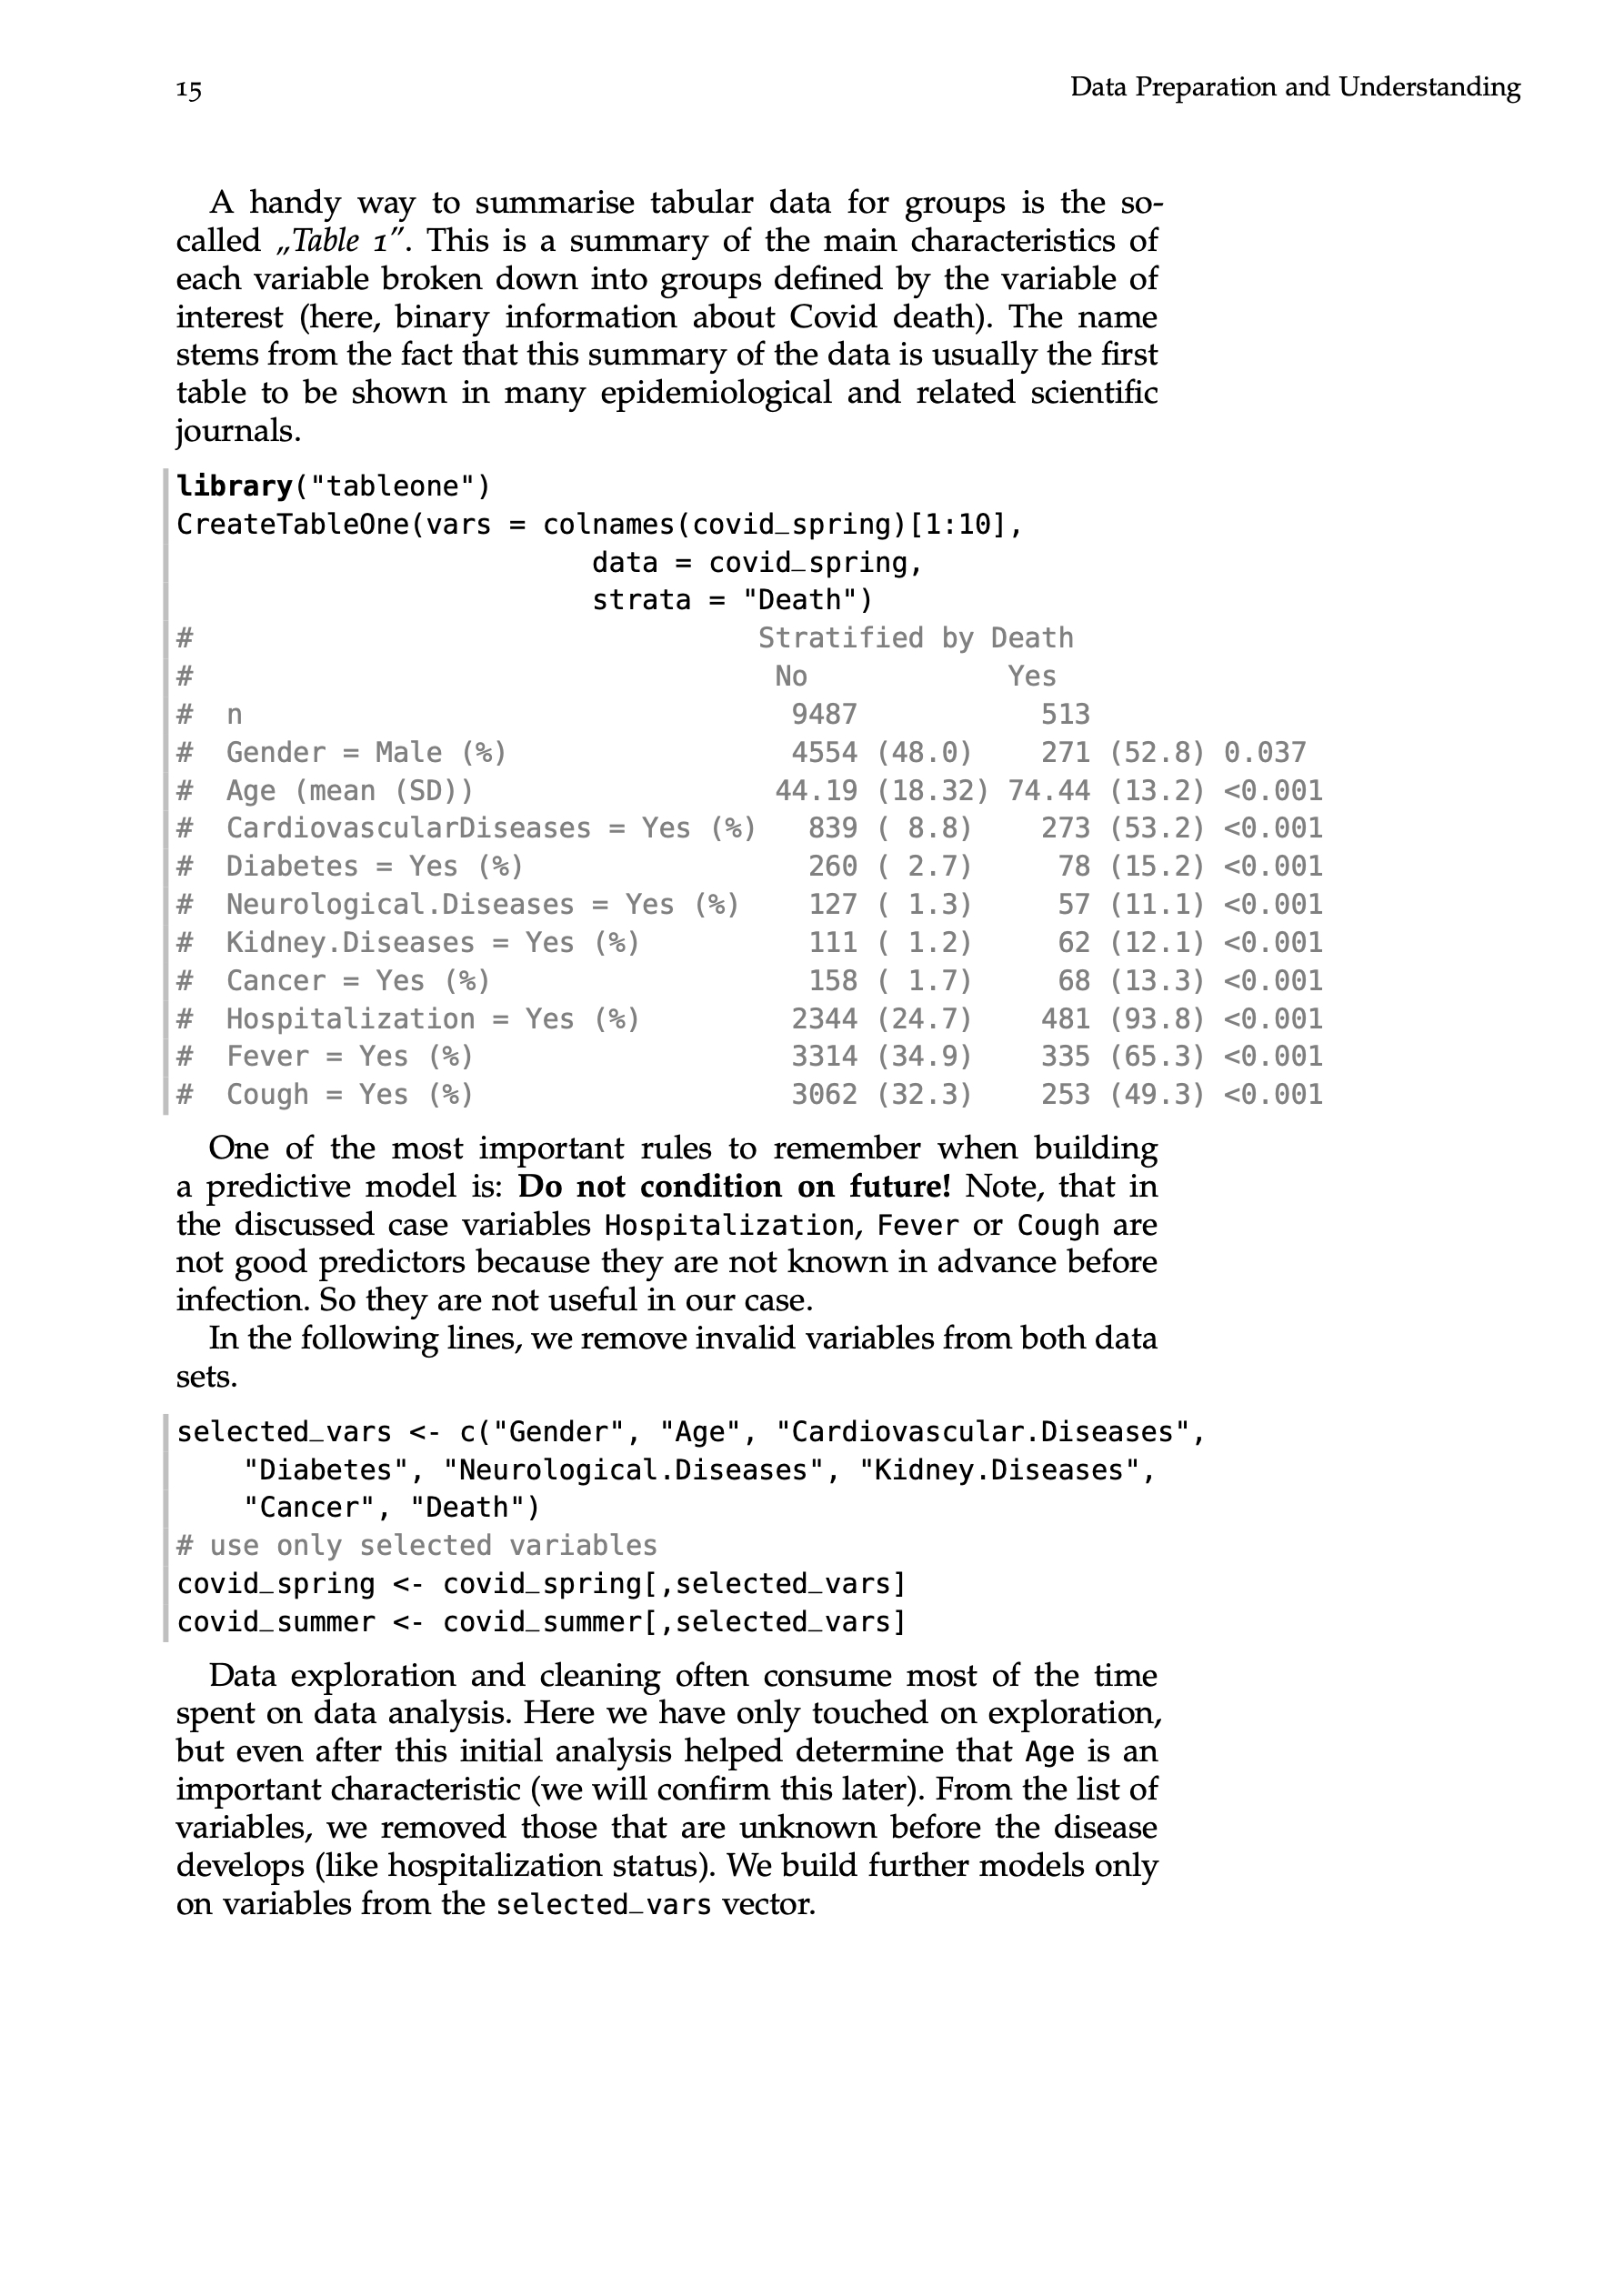 15 Data Preparation and Understanding
A handy way to summarise tabular data for groups is the so-
called „Table 1”. This is a summary of the main characteristics of
each variable broken down into groups defined by the variable of
interest (here, binary information about Covid death). The name
stems from the fact that this summary of the data is usually the first
table to be shown in many epidemiological and related scientific
journals.
library("tableone")
CreateTableOne(vars = colnames(covid_spring)[1:10],
                         data = covid_spring,
                         strata = "Death")
#                                  Stratified by Death
#                                   No            Yes
#  n                                 9487           513
#  Gender = Male (%)                 4554 (48.0)    271 (52.8) 0.037
#  Age (mean (SD))                  44.19 (18.32) 74.44 (13.2) <0.001
#  CardiovascularDiseases = Yes (%)   839 ( 8.8)    273 (53.2) <0.001
#  Diabetes = Yes (%)                 260 ( 2.7)     78 (15.2) <0.001
#  Neurological.Diseases = Yes (%)    127 ( 1.3)     57 (11.1) <0.001
#  Kidney.Diseases = Yes (%)          111 ( 1.2)     62 (12.1) <0.001
#  Cancer = Yes (%)                   158 ( 1.7)     68 (13.3) <0.001
#  Hospitalization = Yes (%)         2344 (24.7)    481 (93.8) <0.001
#  Fever = Yes (%)                   3314 (34.9)    335 (65.3) <0.001
#  Cough = Yes (%)                   3062 (32.3)    253 (49.3) <0.001
One of the most important rules to remember when building
a predictive model is: Do not condition on future! Note, that in
the discussed case variables Hospitalization, Fever or Cough are
not good predictors because they are not known in advance before
infection. So they are not useful in our case.
In the following lines, we remove invalid variables from both data
sets.
selected_vars <- c("Gender", "Age", "Cardiovascular.Diseases",
    "Diabetes", "Neurological.Diseases", "Kidney.Diseases",
    "Cancer", "Death")
# use only selected variables
covid_spring <- covid_spring[,selected_vars]
covid_summer <- covid_summer[,selected_vars]
Data exploration and cleaning often consume most of the time
spent on data analysis. Here we have only touched on exploration,
but even after this initial analysis helped determine that Age is an
important characteristic (we will confirm this later). From the list of
variables, we removed those that are unknown before the disease
develops (like hospitalization status). We build further models only
on variables from the selected_vars vector.